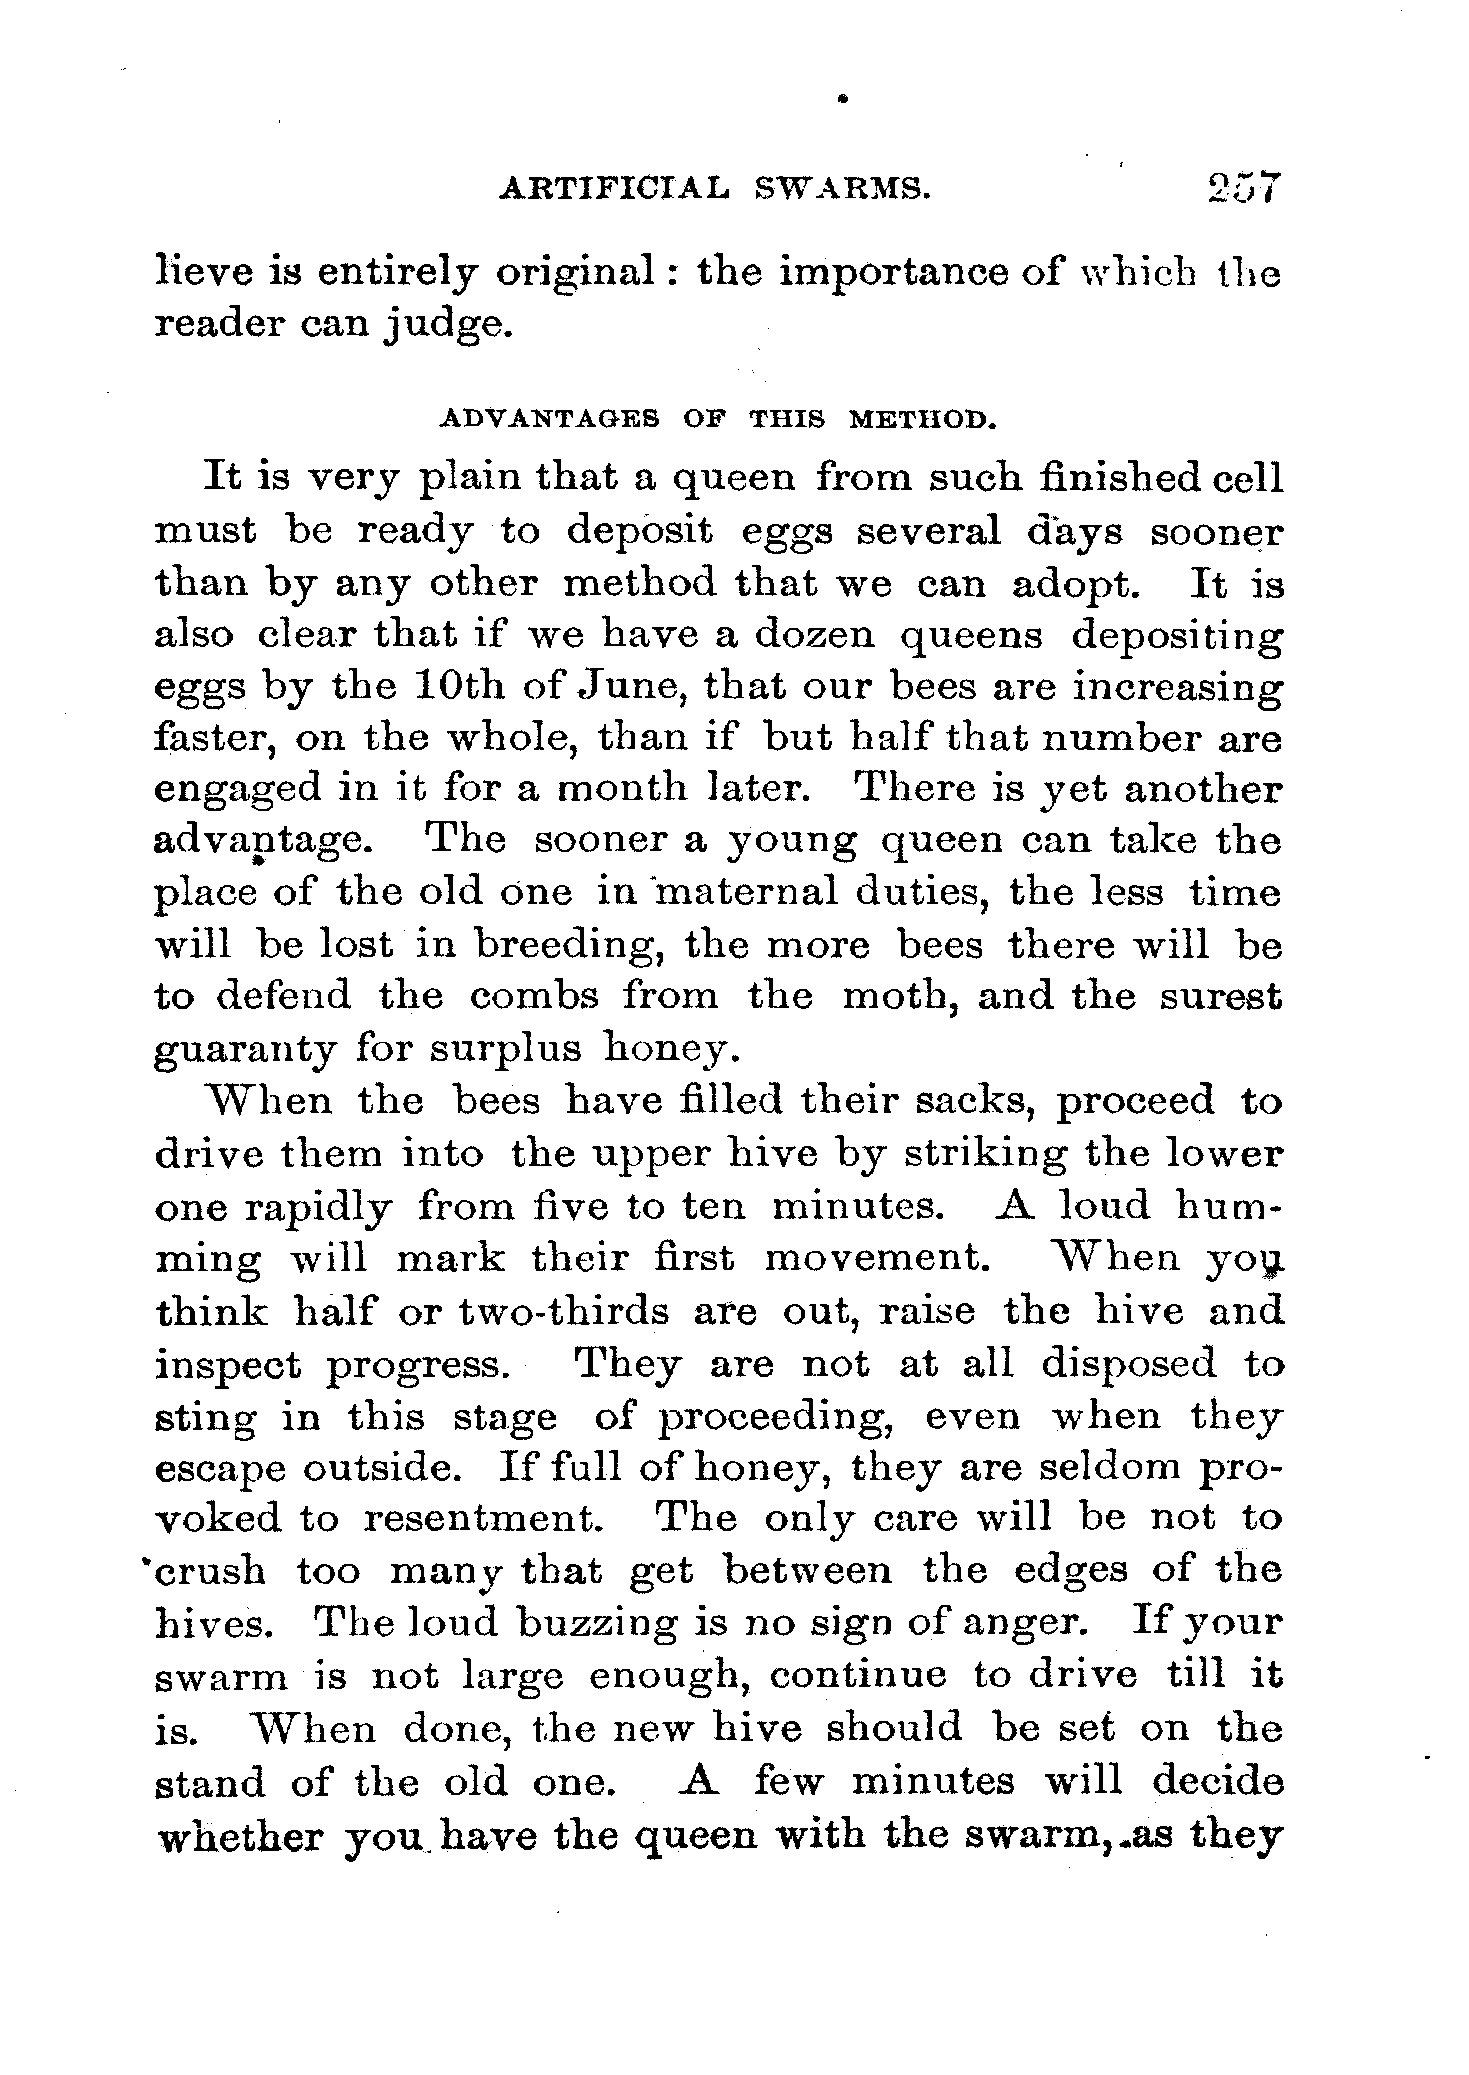 ARTIFICIAL SWARMS. 257
lieve is entirely original : the importance of which the
reader can judge.
ADVANTAGES OF THIS METHOD.
It is very plain that a queen from such finished cell
must be ready to deposit eggs several days sooner
than by any other method that we can adopt. It is
also clear that if we have a dozen queens depositing
eggs by the 10th of June, that our bees are increasing
faster, on the whole, than if but half that number are
engaged in it for a month later. There is yet another
advantage. The sooner a young queen can take the
place of the old one in maternal duties, the less time
will be lost in breeding, the more bees there will be
to defend the combs from the moth, and the surest
guaranty for surplus honey.
When the bees have filled their sacks, proceed to
drive them into the upper hive by striking the lower
one rapidly from five to ten minutes. A loud hum-
ming will mark their first movement. When you
think half or two-thirds are out, raise the hive and
inspect progress. They are not at all disposed to
sting in this stage of proceeding, even when they
escape outside. If full of honey, they are seldom pro-
voked to resentment. The only care will be not to
crush too many that get between the edges of the
hives. The loud buzzing is no sign of anger. If your
swarm is not large enough, continue to drive till it
is. When done, the new hive should be set on the
stand of the old one. A few minutes will decide
whether you have the queen with the swarm, as they